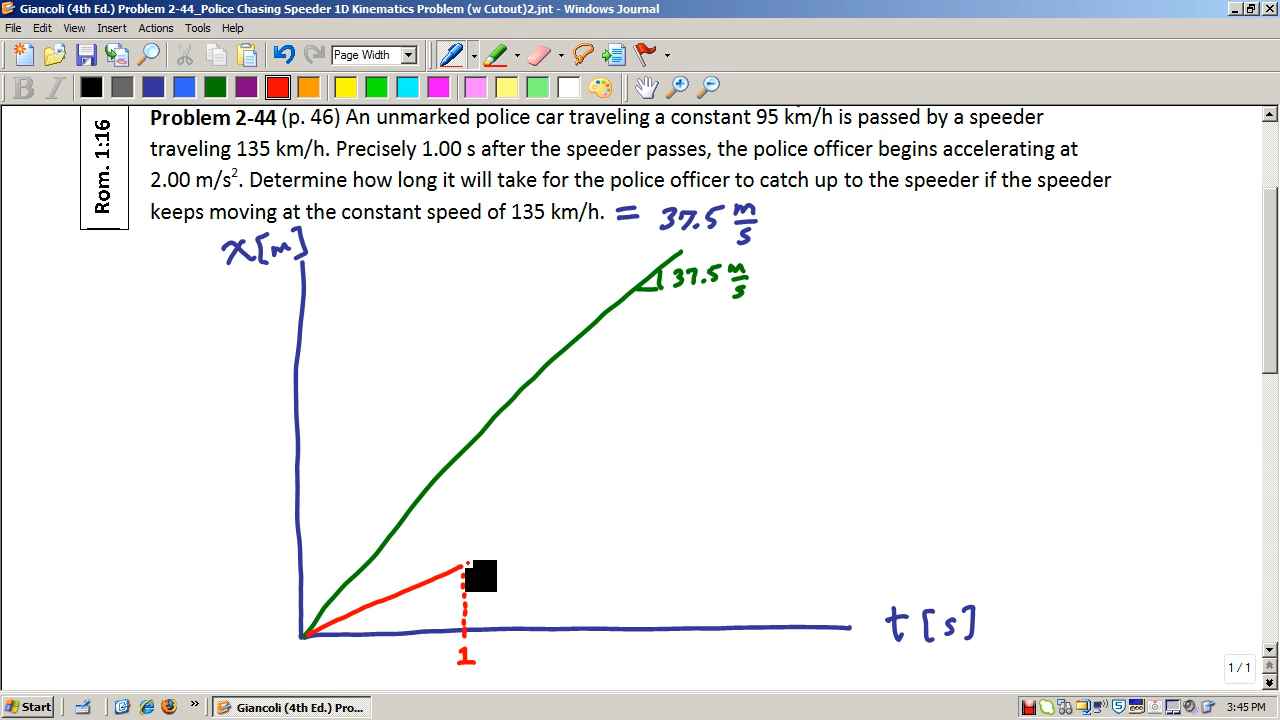 Giancoli (4th Ed.) Problem 2-44_Police Chasing Speeder 1D Kinematics Problem (w Cutout)2.jnt - Windows Journal
File Edit View Insert Actions Tools Help
Page Width
B I
Rom. 1:16
Problem 2-44 (p. 46) An unmarked police car traveling a constant 95 km/h is passed by a speeder
traveling 135 km/h. Precisely 1.00 s after the speeder passes, the police officer begins accelerating at
2.00 m/s². Determine how long it will take for the police officer to catch up to the speeder if the speeder
keeps moving at the constant speed of 135 km/h. = 37.5 m/s
x[m]
37.5 m/s
t[s]
1
1 / 1
Start » Giancoli (4th Ed.) Pro... 3:45 PM